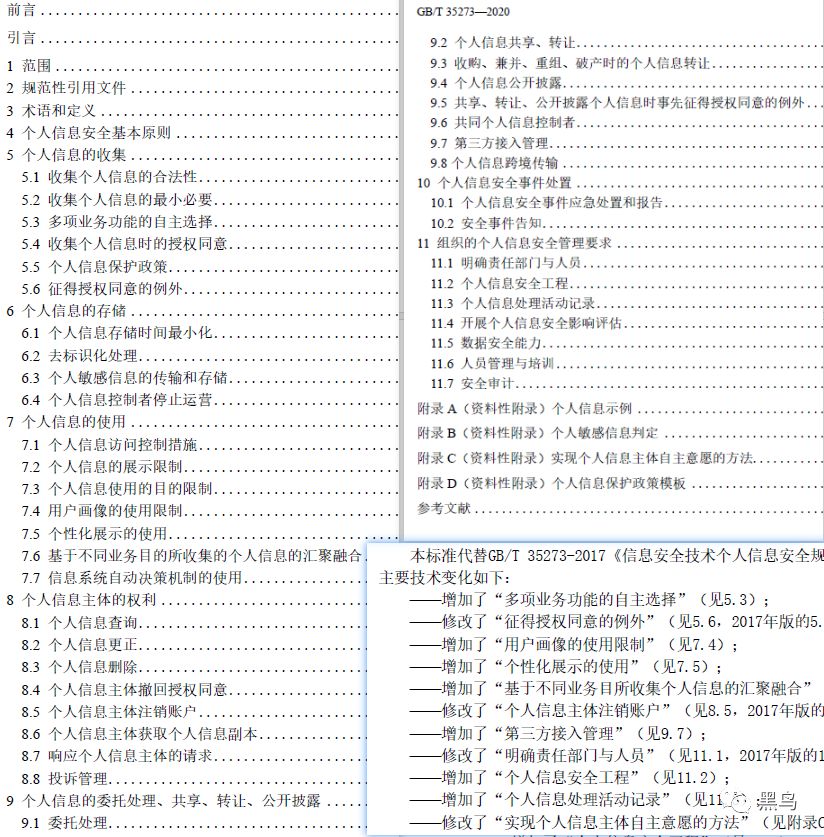 前言
引言
1 范围
2 规范性引用文件
3 术语和定义
4 个人信息安全基本原则
5 个人信息的收集
5.1 收集个人信息的合法性
5.2 收集个人信息的最小必要
5.3 多项业务功能的自主选择
5.4 收集个人信息时的授权同意
5.5 个人信息保护政策
5.6 征得授权同意的例外
6 个人信息的存储
6.1 个人信息存储时间最小化
6.2 去标识化处理
6.3 个人敏感信息的传输和存储
6.4 个人信息控制者停止运营
7 个人信息的使用
7.1 个人信息访问控制措施
7.2 个人信息的展示限制
7.3 个人信息使用的目的限制
7.4 用户画像的使用限制
7.5 个性化展示的使用
7.6 基于不同业务目的所收集的个人信息的汇聚融合
7.7 信息系统自动决策机制的使用
8 个人信息主体的权利
8.1 个人信息查询
8.2 个人信息更正
8.3 个人信息删除
8.4 个人信息主体撤回授权同意
8.5 个人信息主体注销账户
8.6 个人信息主体获取个人信息副本
8.7 响应个人信息主体的请求
8.8 投诉管理
9 个人信息的委托处理、共享、转让、公开披露
9.1 委托处理
GB/T 35273—2020
9.2 个人信息共享、转让
9.3 收购、兼并、重组、破产时的个人信息转让
9.4 个人信息公开披露
9.5 共享、转让、公开披露个人信息时事先征得授权同意的例外
9.6 共同个人信息控制者
9.7 第三方接入管理
9.8 个人信息跨境传输
10 个人信息安全事件处置
10.1 个人信息安全事件应急处置和报告
10.2 安全事件告知
11 组织的个人信息安全管理要求
11.1 明确责任部门与人员
11.2 个人信息安全工程
11.3 个人信息处理活动记录
11.4 开展个人信息安全影响评估
11.5 数据安全能力
11.6 人员管理与培训
11.7 安全审计
附录 A（资料性附录）个人信息示例
附录 B（资料性附录）个人敏感信息判定
附录 C（资料性附录）实现个人信息主体自主意愿的方法
附录 D（资料性附录）个人信息保护政策模板
参考文献
本标准代替GB/T 35273-2017《信息安全技术个人信息安全规
主要技术变化如下：
——增加了“多项业务功能的自主选择”（见5.3）；
——修改了“征得授权同意的例外”（见5.6，2017年版的5.
——增加了“用户画像的使用限制”（见7.4）；
——增加了“个性化展示的使用”（见7.5）；
——增加了“基于不同业务目所收集个人信息的汇聚融合”
——修改了“个人信息主体注销账户”（见8.5，2017年版的
——增加了“第三方接入管理”（见9.7）；
——修改了“明确责任部门与人员”（见11.1，2017年版的1
——增加了“个人信息安全工程”（见11.2）；
——增加了“个人信息处理活动记录”（见11
——修改了“实现个人信息主体自主意愿的方法”（见附录C
黑鸟